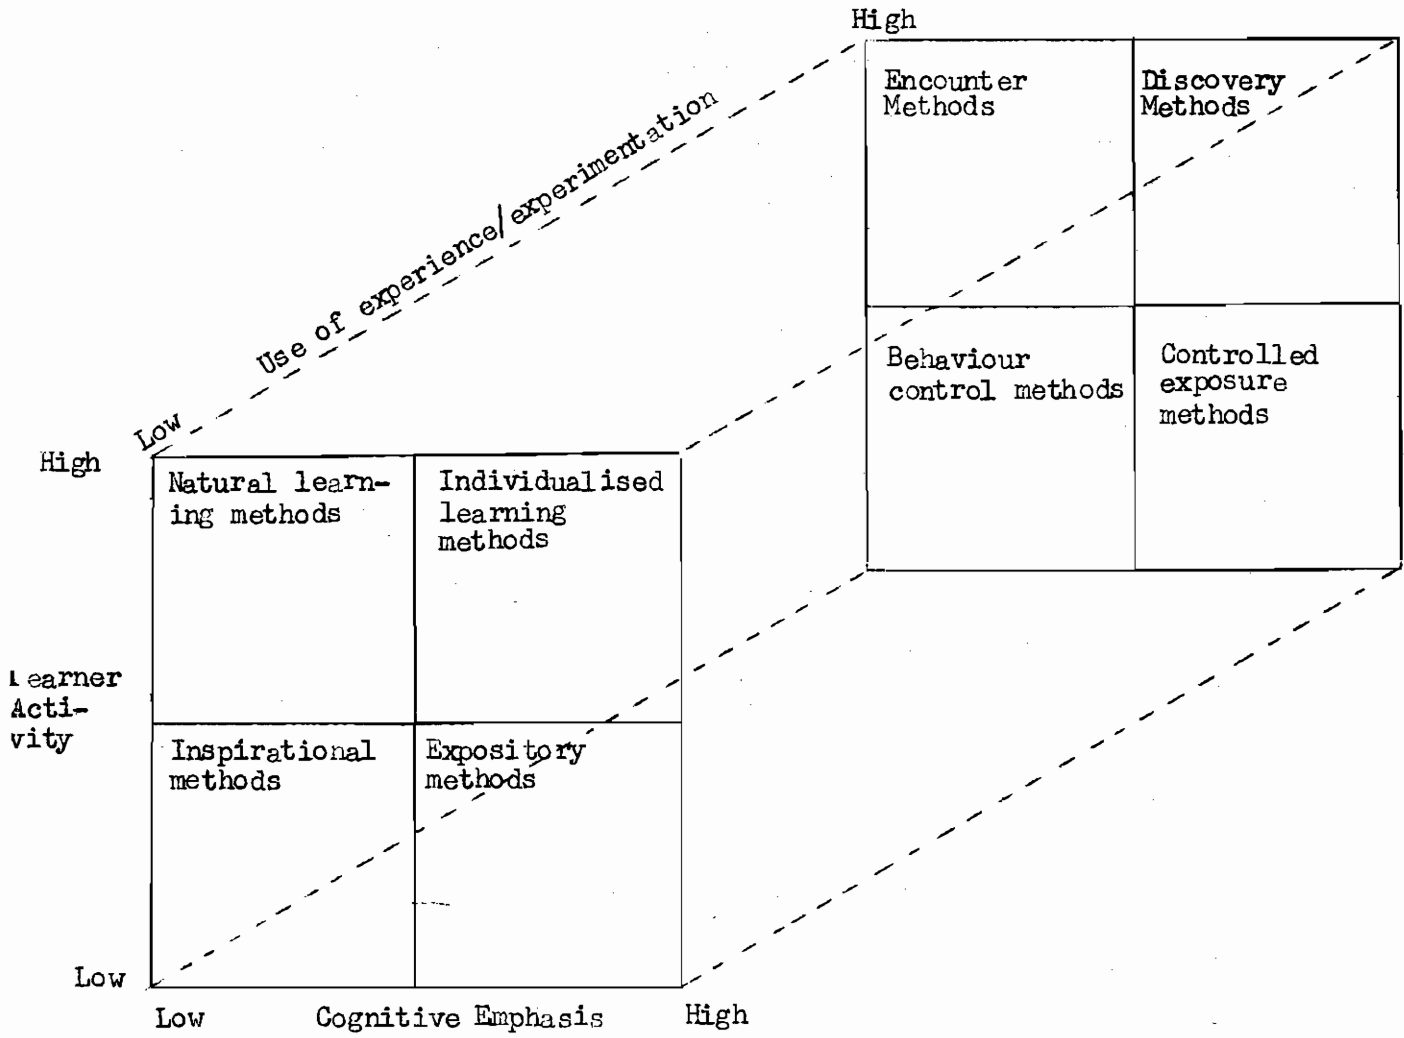 High
Encounter
Methods
Discovery
Methods
Use of experience/experimentation
Behaviour
control methods
Controlled
exposure
methods
Low
High
Natural learn-
ing methods
Individualised
learning
methods
Learner
Acti-
vity
Inspirational
methods
Expository
methods
Low
Low
Cognitive Emphasis
High